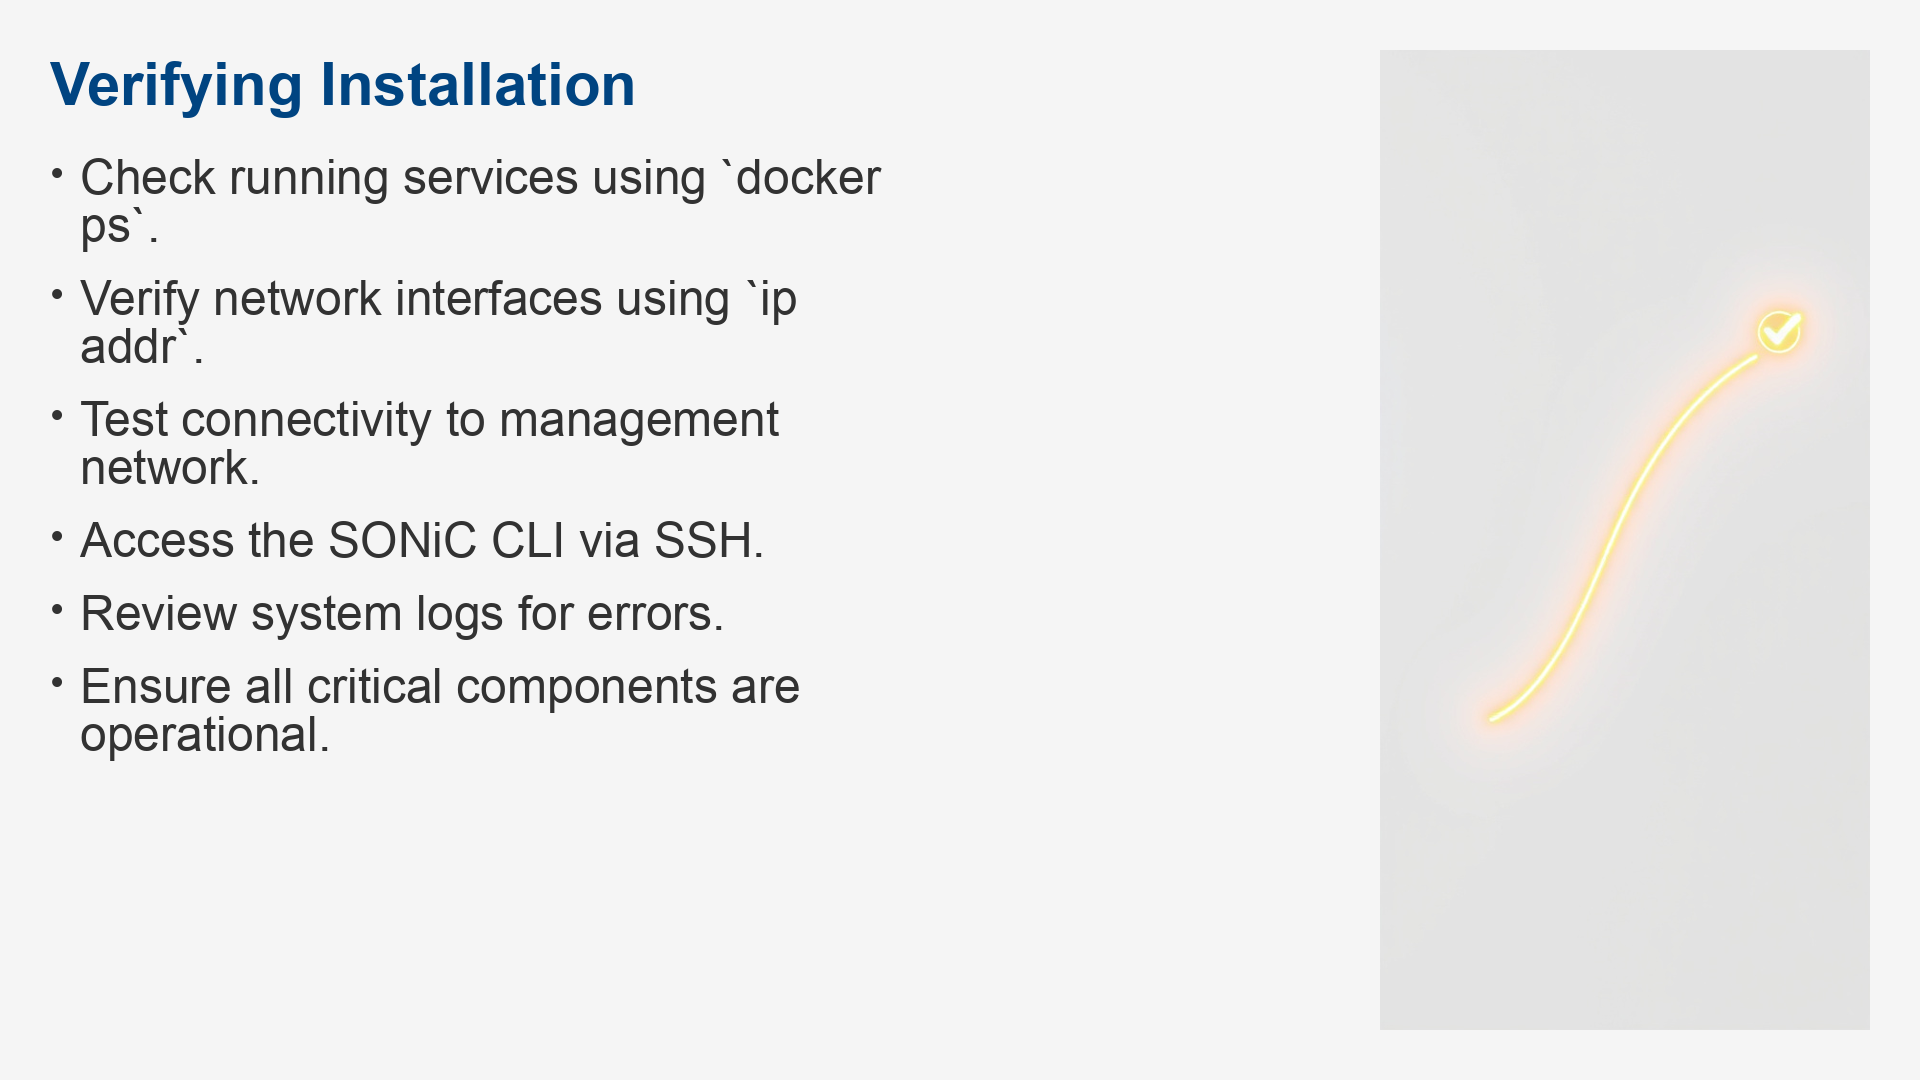 Verifying Installation
• Check running services using `docker
ps`.
• Verify network interfaces using `ip
addr`.
• Test connectivity to management
network.
• Access the SONiC CLI via SSH.
• Review system logs for errors.
• Ensure all critical components are
operational.